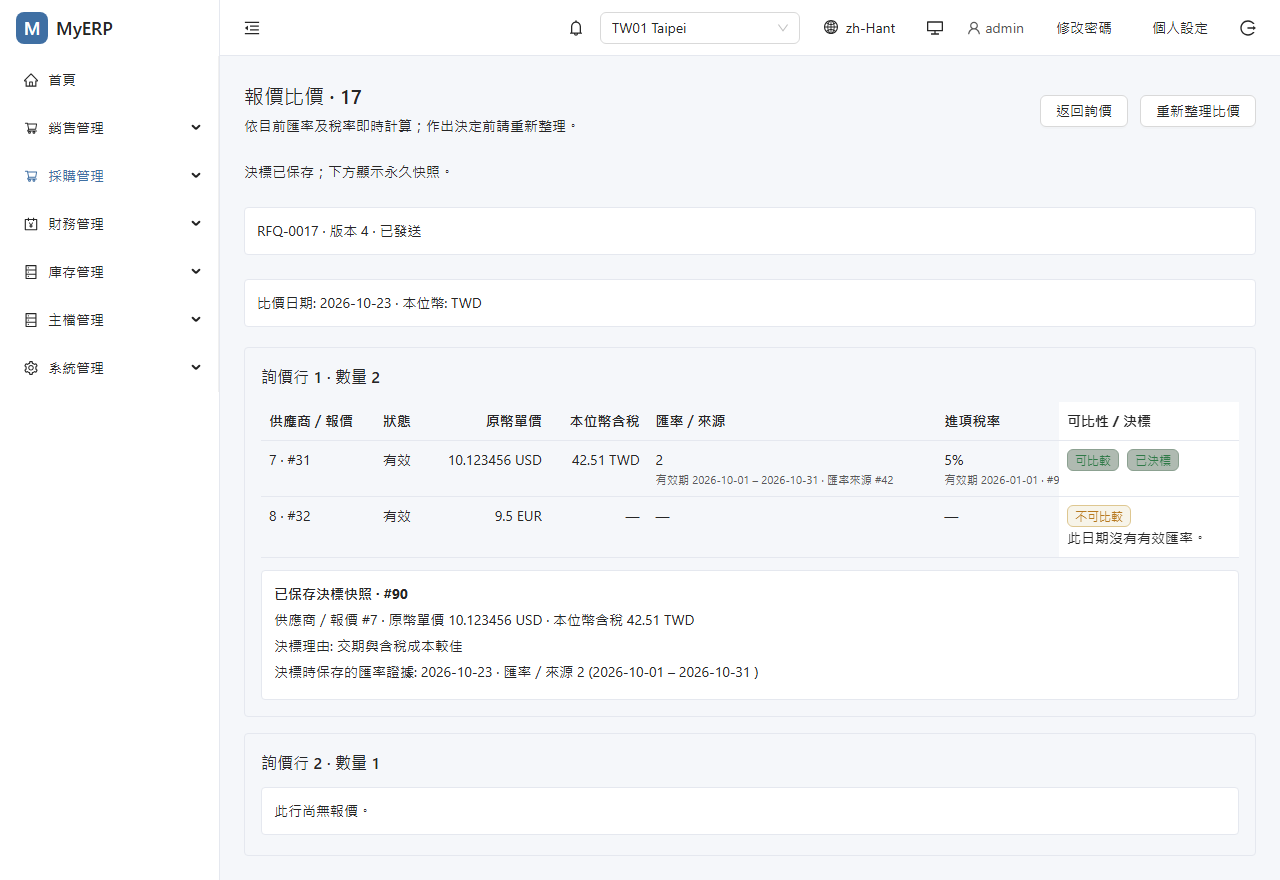 M MyERP
TW01 Taipei
zh-Hant
admin
修改密碼
個人設定
首頁
銷售管理
採購管理
財務管理
庫存管理
主檔管理
系統管理
報價比價 · 17
依目前匯率及稅率即時計算；作出決定前請重新整理。
返回詢價
重新整理比價
決標已保存；下方顯示永久快照。
RFQ-0017 · 版本 4 · 已發送
比價日期: 2026-10-23 · 本位幣: TWD
詢價行 1 · 數量 2
供應商 / 報價 狀態 原幣單價 本位幣含稅 匯率 / 來源 進項稅率 可比性 / 決標
7 · #31 有效 10.123456 USD 42.51 TWD 2 5% 可比較 已決標
有效期 2026-10-01 – 2026-10-31 · 匯率來源 #42 有效期 2026-01-01 · #9
8 · #32 有效 9.5 EUR — — — 不可比較
此日期沒有有效匯率。
已保存決標快照 · #90
供應商 / 報價 #7 · 原幣單價 10.123456 USD · 本位幣含稅 42.51 TWD
決標理由: 交期與含稅成本較佳
決標時保存的匯率證據: 2026-10-23 · 匯率 / 來源 2 (2026-10-01 – 2026-10-31 )
詢價行 2 · 數量 1
此行尚無報價。